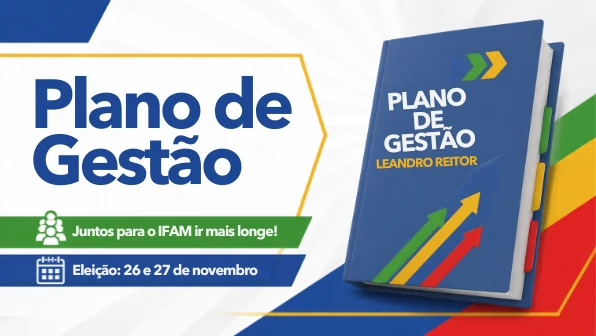 Plano de
Gestão
Juntos para o IFAM ir mais longe!
Eleição: 26 e 27 de novembro
PLANO
DE
GESTÃO
LEANDRO REITOR